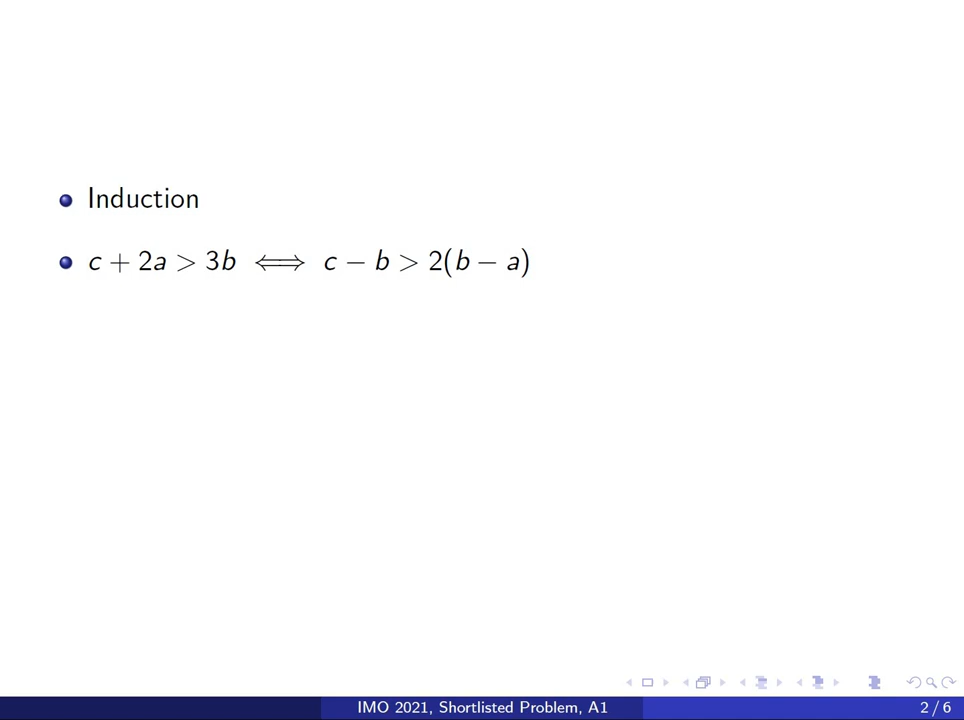 Induction
c + 2a > 3b ⟺ c − b > 2(b − a)
IMO 2021, Shortlisted Problem, A1
2 / 6